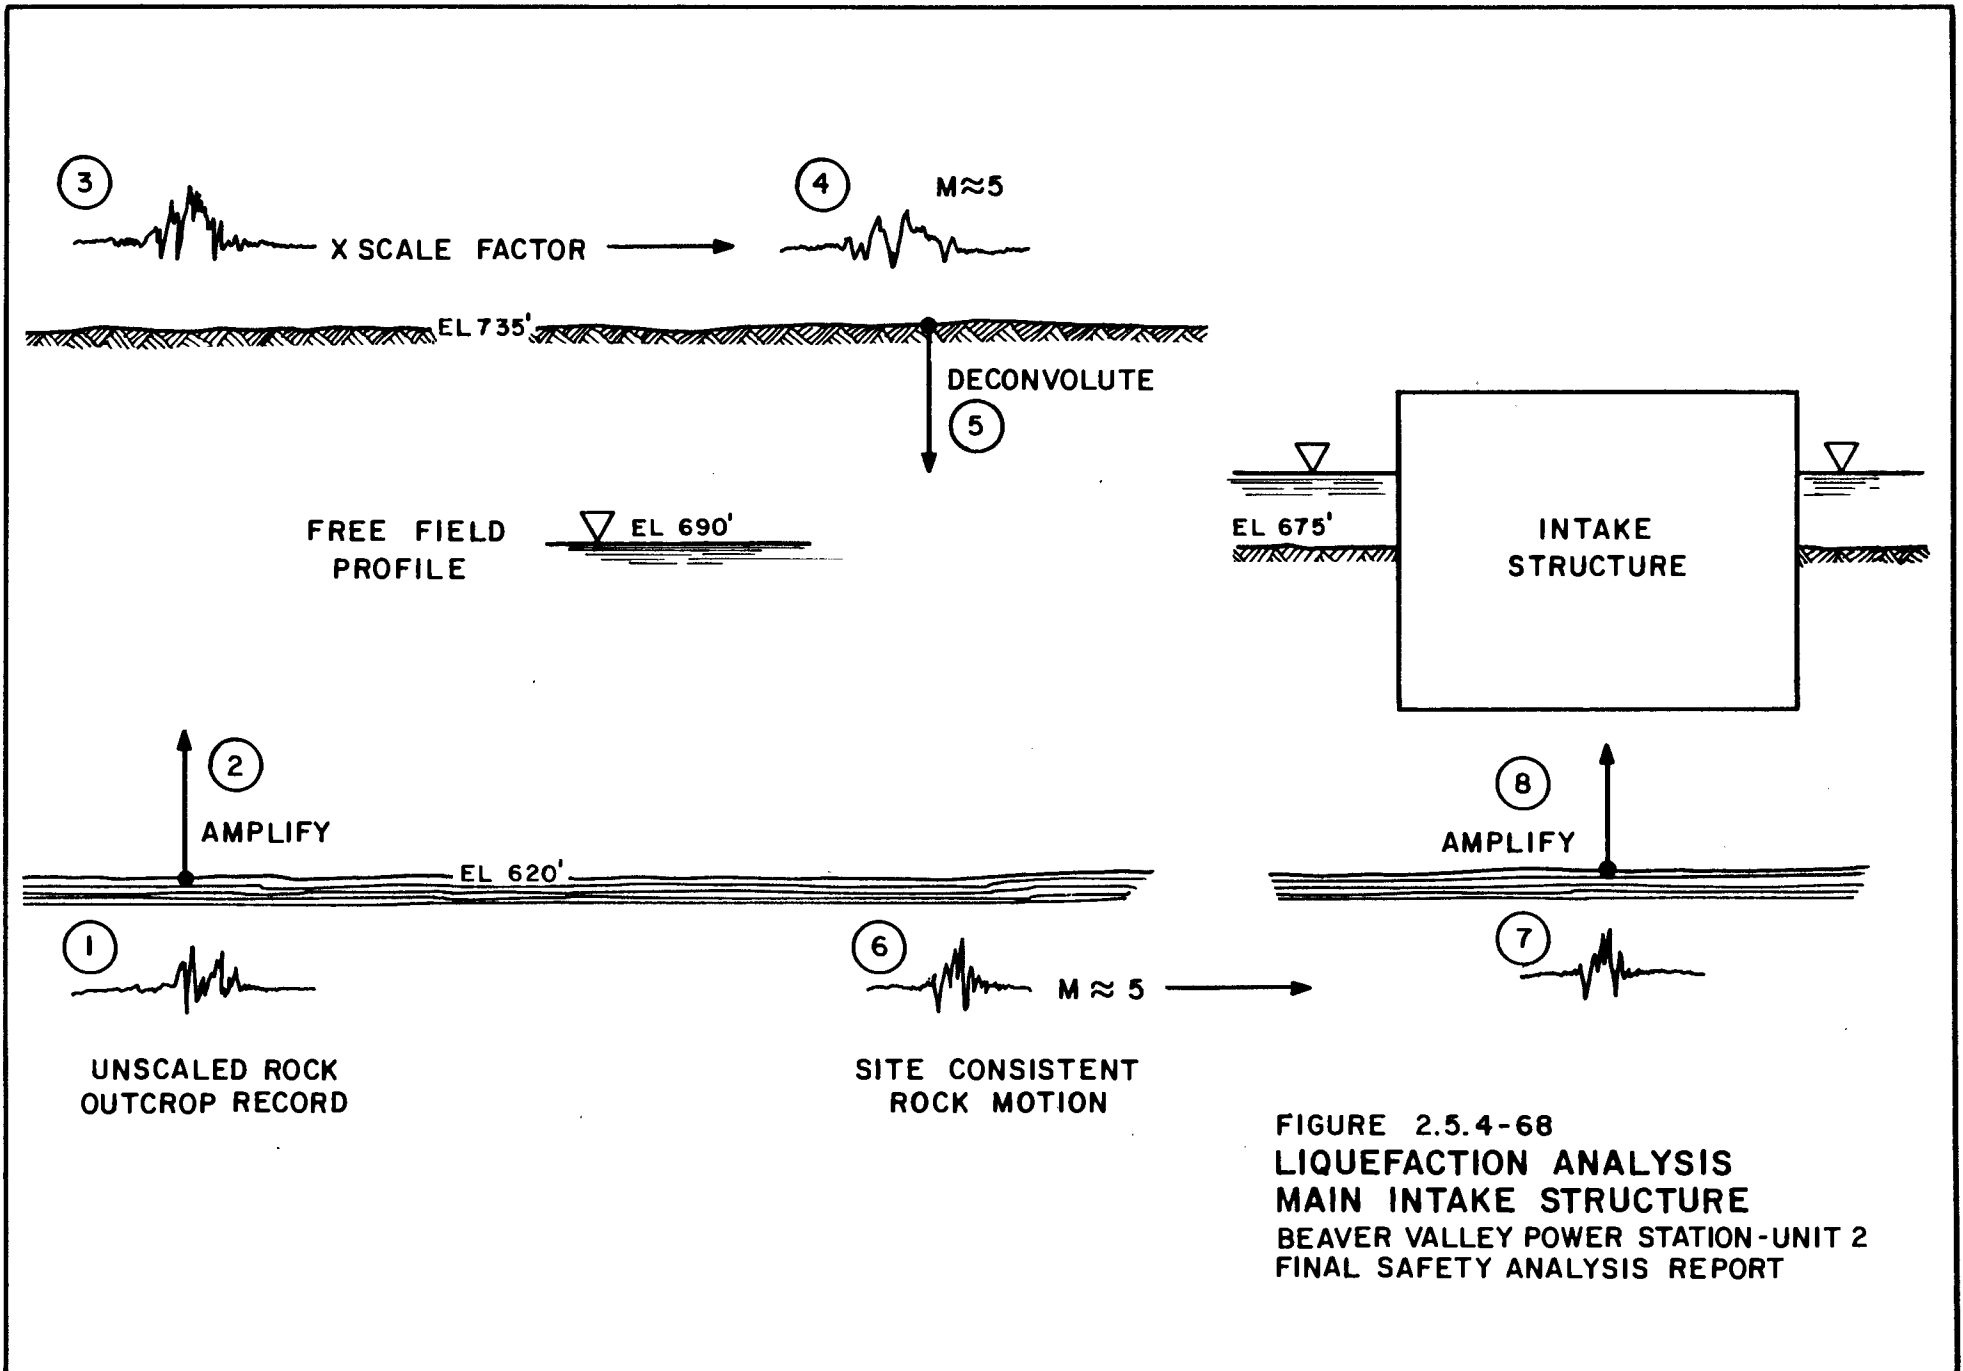 3
X SCALE FACTOR
4
M≈5
EL 735'
DECONVOLUTE
5
FREE FIELD
PROFILE
EL 690'
EL 675'
INTAKE
STRUCTURE
2
AMPLIFY
8
AMPLIFY
EL 620'
1
6
M ≈ 5
7
UNSCALED ROCK
OUTCROP RECORD
SITE CONSISTENT
ROCK MOTION
FIGURE 2.5.4-68
LIQUEFACTION ANALYSIS
MAIN INTAKE STRUCTURE
BEAVER VALLEY POWER STATION-UNIT 2
FINAL SAFETY ANALYSIS REPORT